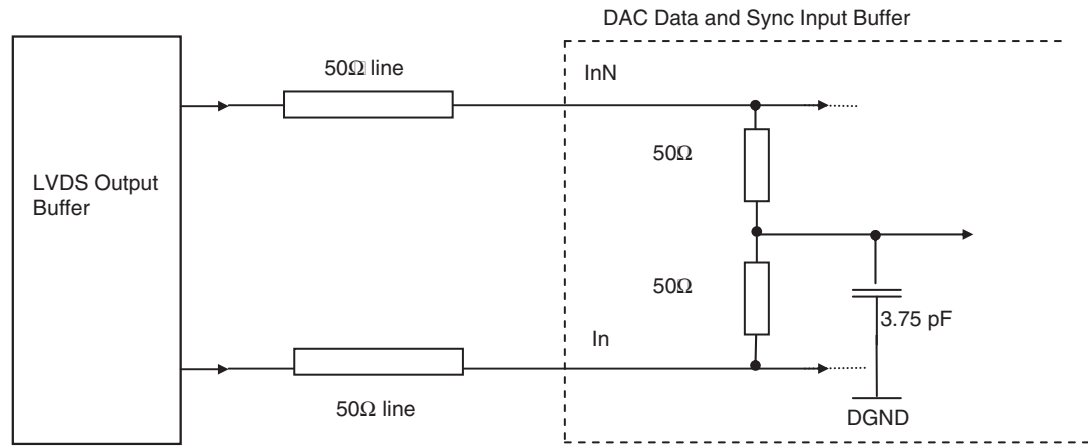 DAC Data and Sync Input Buffer
50Ω line
InN
50Ω
LVDS Output
Buffer
50Ω
3.75 pF
In
50Ω line
DGND